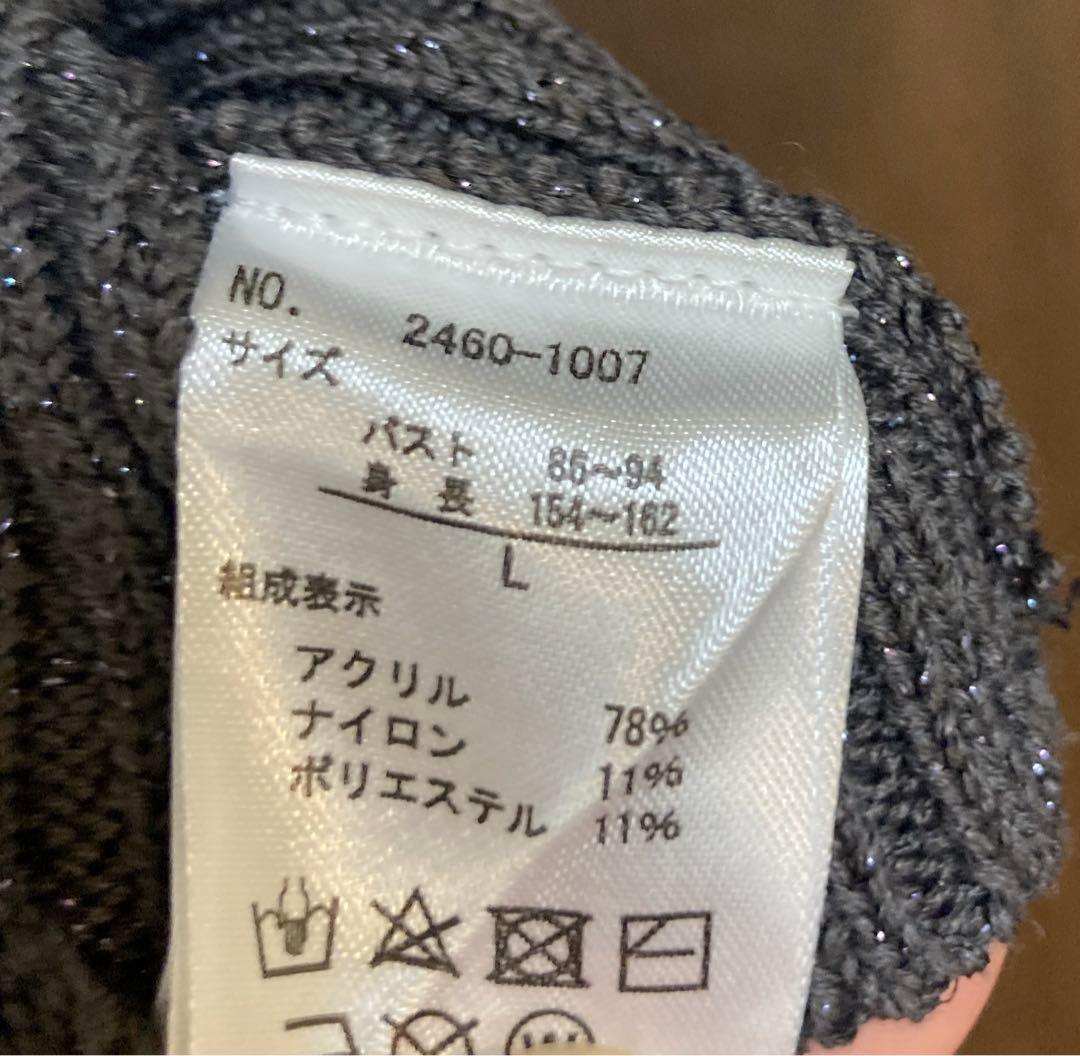 NO. 2460-1007
サイズ
バスト 86～94
身長 154～162
L
組成表示
アクリル 78%
ナイロン 11%
ポリエステル 11%